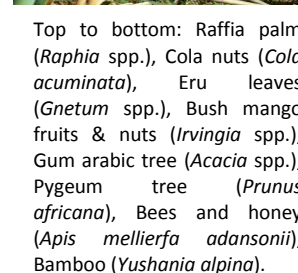 Top to bottom: Raffia palm
(Raphia spp.), Cola nuts (Cola
acuminata), Eru leaves
(Gnetum spp.), Bush mango
fruits & nuts (Irvingia spp.),
Gum arabic tree (Acacia spp.),
Pygeum tree (Prunus
africana), Bees and honey
(Apis mellierfa adansonii),
Bamboo (Yushania alpina).